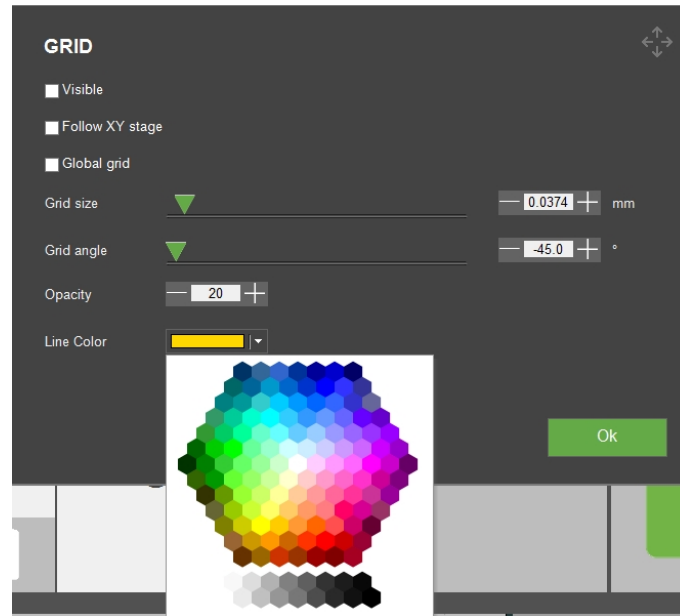 GRID
Visible
Follow XY stage
Global grid
Grid size 0.0374 mm
Grid angle -45.0 °
Opacity 20
Line Color
Ok